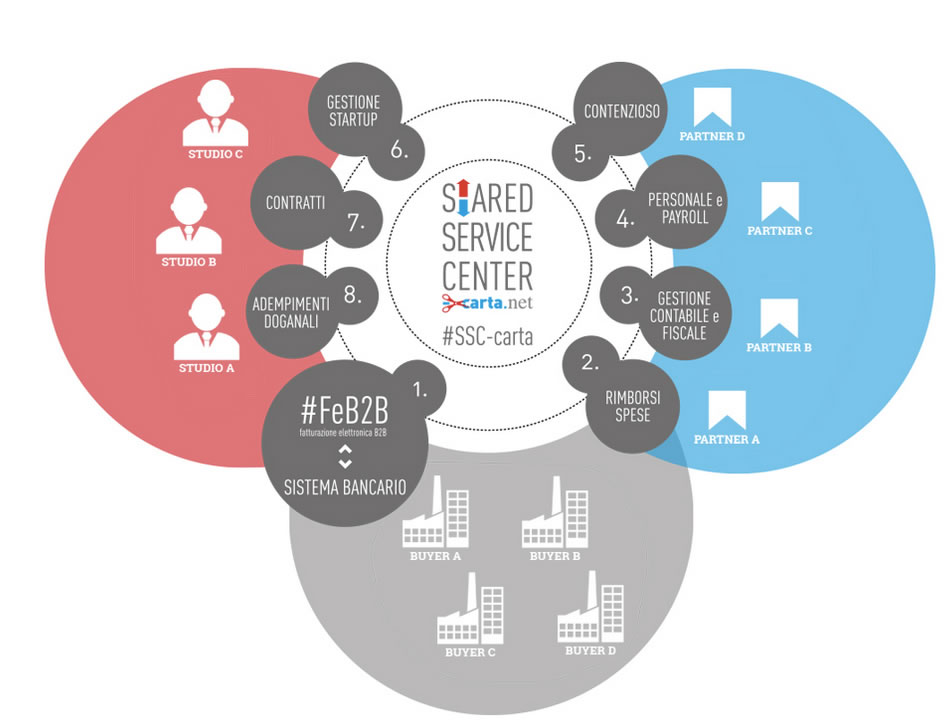 STUDIO C
STUDIO B
STUDIO A
GESTIONE
STARTUP
6.
CONTRATTI
7.
ADEMPIMENTI
DOGANALI
8.
#FeB2B
fatturazione elettronica B2B
SISTEMA BANCARIO
1.
SHARED
SERVICE
CENTER
carta.net
#SSC-carta
CONTENZIOSO
5.
PERSONALE e
PAYROLL
4.
GESTIONE
CONTABILE e
FISCALE
3.
RIMBORSI
SPESE
2.
PARTNER D
PARTNER C
PARTNER B
PARTNER A
BUYER A
BUYER B
BUYER C
BUYER D